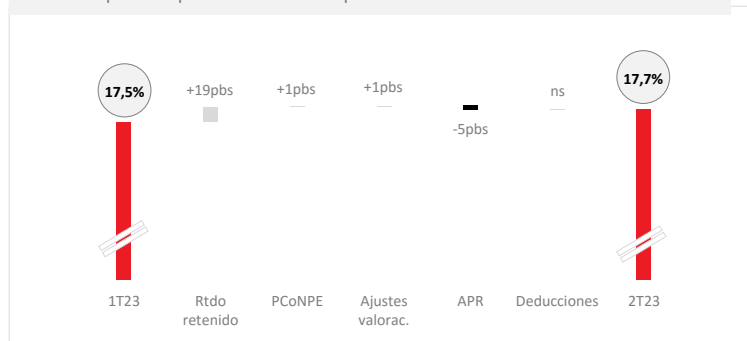 17,5%
+19pbs
+1pbs
+1pbs
-5pbs
ns
17,7%
1T23
Rtdo
retenido
PCoNPE
Ajustes
valorac.
APR
Deducciones
2T23